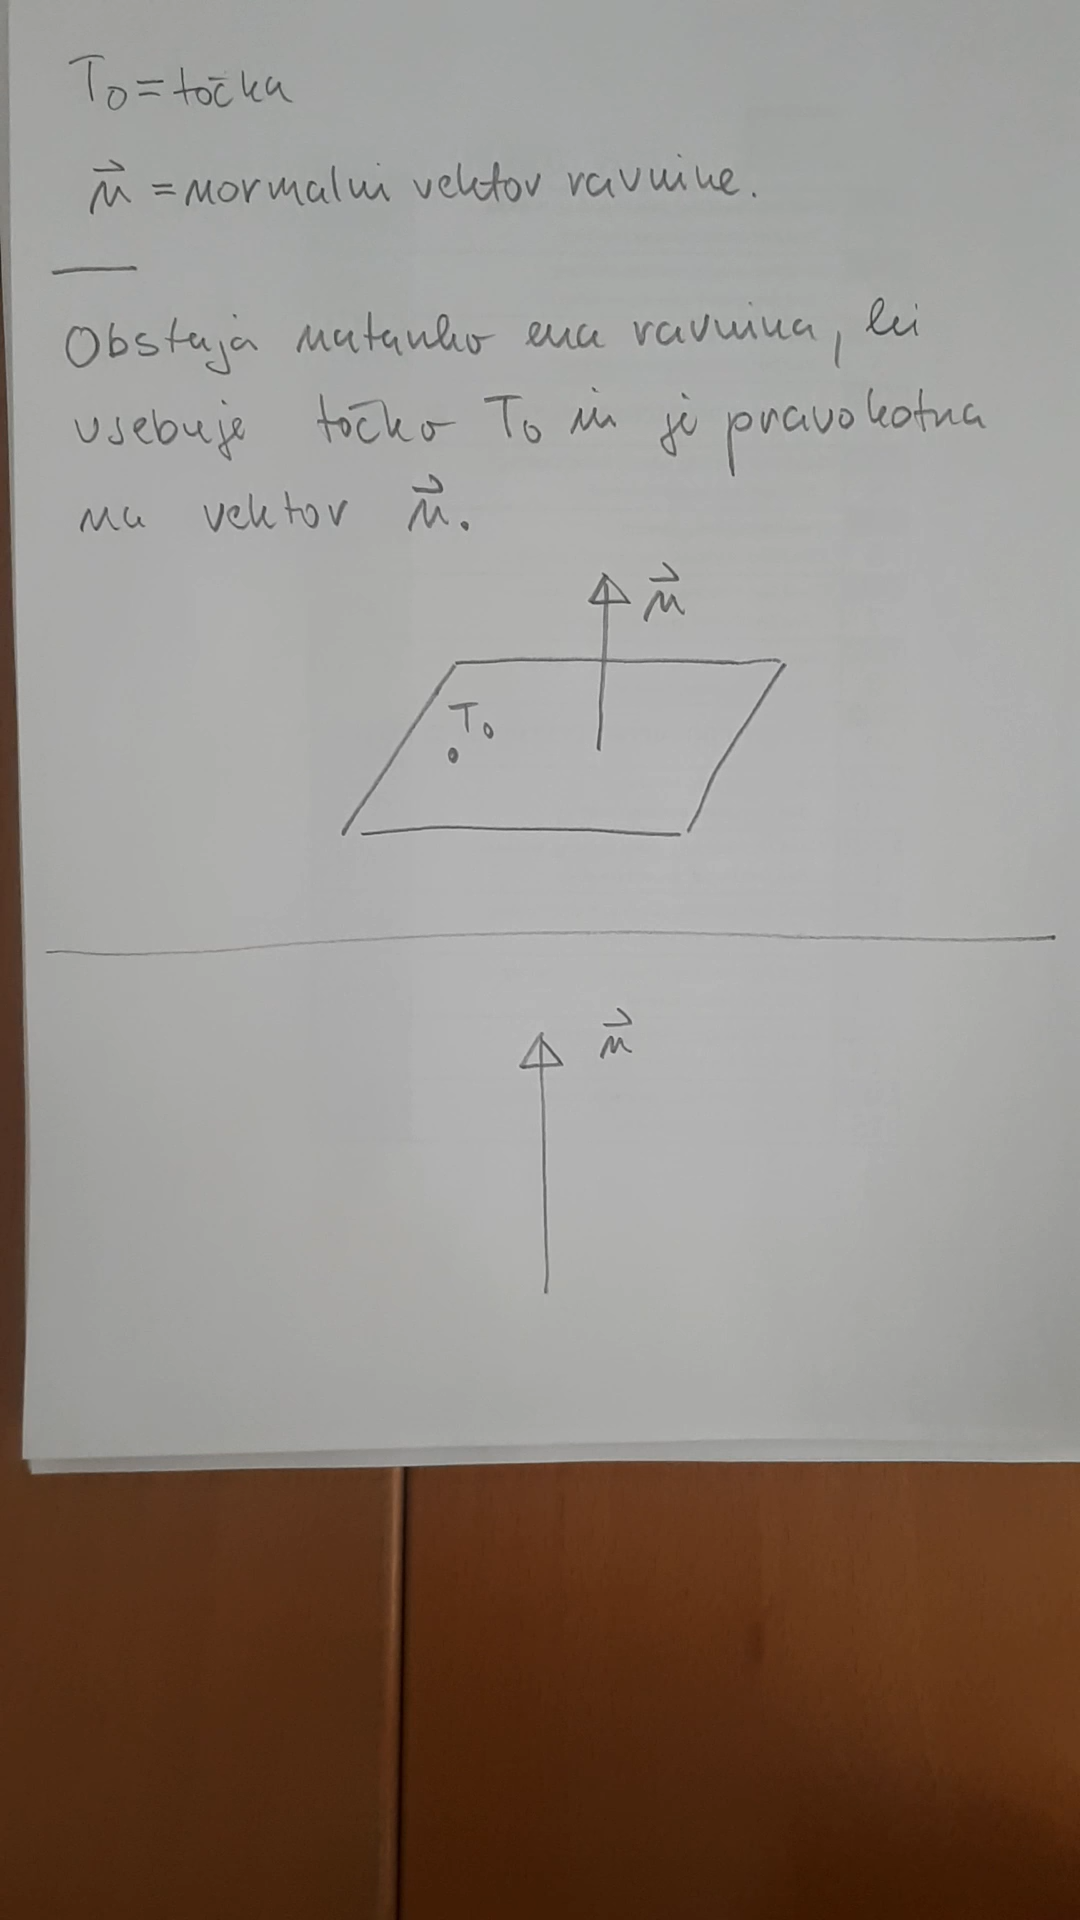 T₀ = točka
n⃗ = normalni vektor ravnine.
Obstaja natanko ena ravnina, ki
vsebuje točko T₀ in je pravokotna
na vektor n⃗.
n⃗
T₀
n⃗